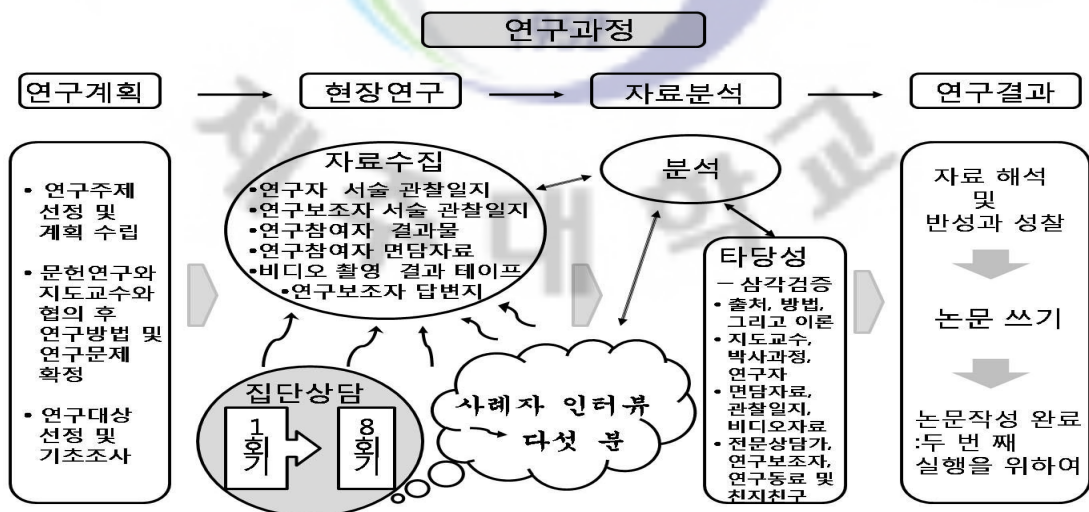 연구과정
연구계획
현장연구
자료분석
연구결과
• 연구주제
선정 및
계획 수립
• 문헌연구와
지도교수와
협의 후
연구방법 및
연구문제
확정
• 연구대상
선정 및
기초조사
자료수집
•연구자 서술 관찰일지
•연구보조자 서술 관찰일지
•연구참여자 결과물
•연구참여자 면담자료
•비디오 촬영 결과 테이프
•연구보조자 답변지
집단상담
1회기
8회기
사례자 인터뷰
다섯 분
분석
타당성
– 삼각검증
• 출처, 방법,
그리고 이론
• 지도교수,
박사과정,
연구자
• 면담자료,
관찰일지,
비디오자료
• 전문상담가,
연구보조자,
연구동료 및
친지친구
자료 해석
및
반성과 성찰
논문 쓰기
논문작성 완료
:두 번 째
실행을 위하여
제주대학교
1952